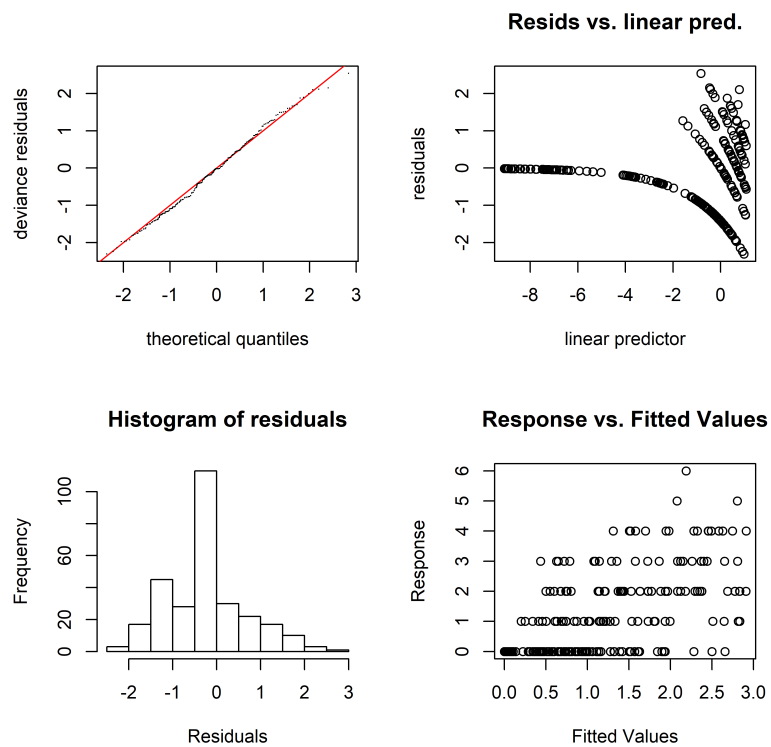 Resids vs. linear pred.
deviance residuals
-2 -1 0 1 2
-2 -1 0 1 2 3
theoretical quantiles
residuals
-2 -1 0 1 2
-8 -6 -4 -2 0
linear predictor
Histogram of residuals
Frequency
0 20 60 100
-2 -1 0 1 2 3
Residuals
Response vs. Fitted Values
Response
0 1 2 3 4 5 6
0.0 0.5 1.0 1.5 2.0 2.5 3.0
Fitted Values